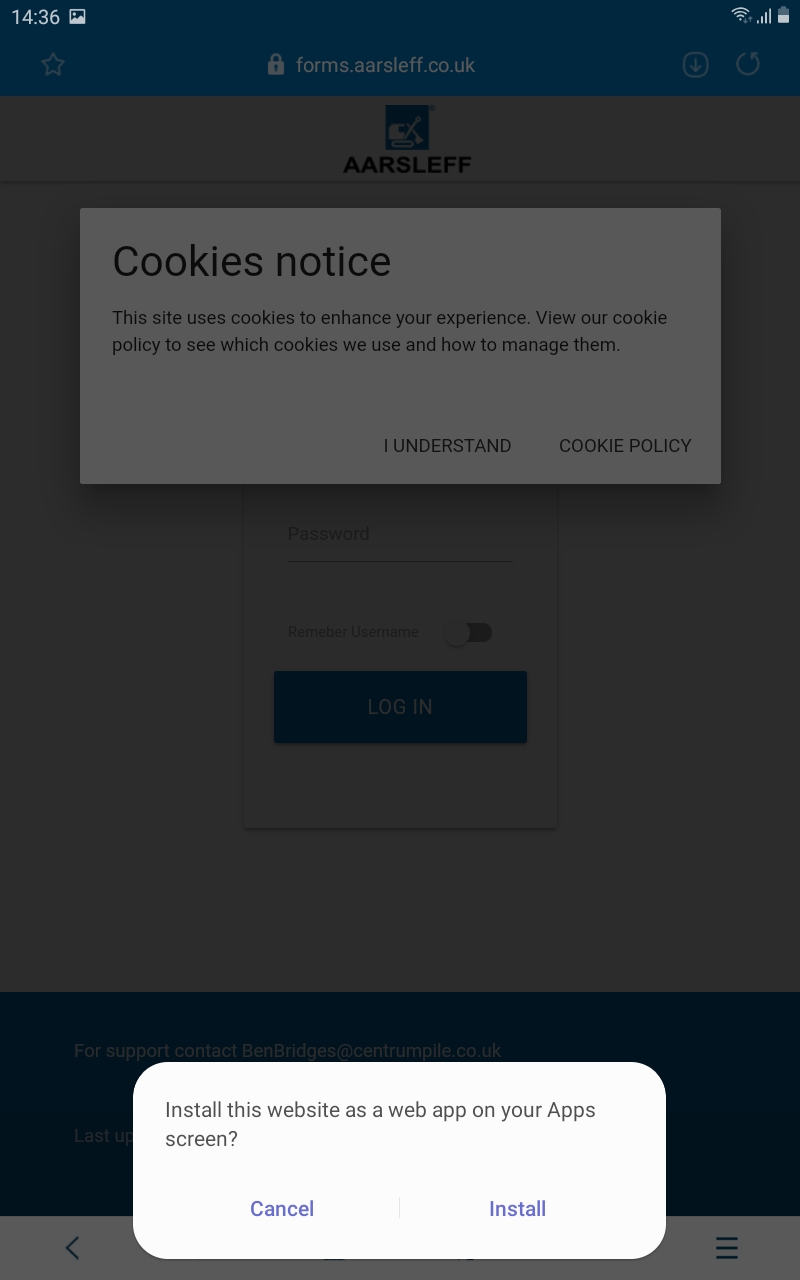 14:36
forms.aarsleff.co.uk
AARSLEFF
Cookies notice
This site uses cookies to enhance your experience. View our cookie
policy to see which cookies we use and how to manage them.
I UNDERSTAND COOKIE POLICY
Password
Remeber Username
LOG IN
For support contact BenBridges@centrumpile.co.uk
Last up
Install this website as a web app on your Apps
screen?
Cancel Install